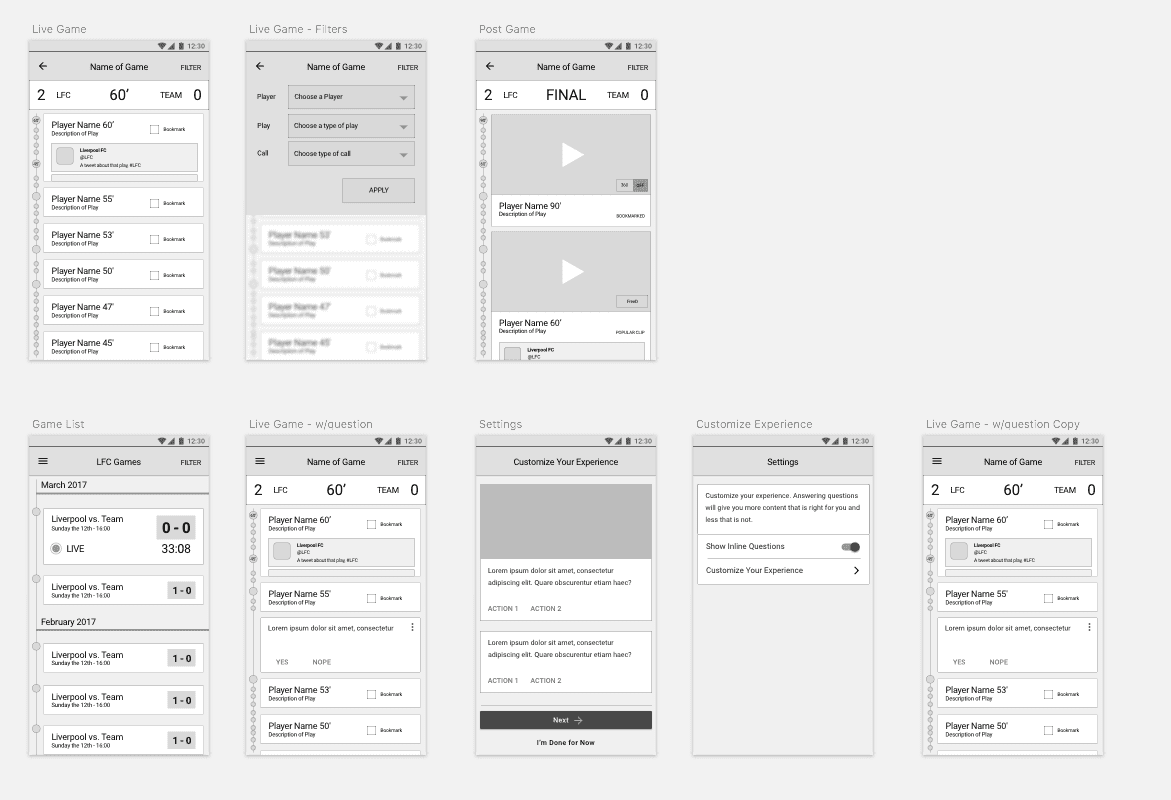 Live Game
12:30
Name of Game
FILTER
2 LFC 60’ TEAM 0
Player Name 60’
Description of Play
Bookmark
Liverpool FC
@LFC
A tweet about that play #LFC
Player Name 55’
Description of Play
Bookmark
Player Name 53’
Description of Play
Bookmark
Player Name 50’
Description of Play
Bookmark
Player Name 47’
Description of Play
Bookmark
Player Name 45’
Description of Play
Bookmark
Live Game - Filters
12:30
Name of Game
FILTER
Player
Choose a Player
Play
Choose a type of play
Call
Choose type of call
APPLY
Player Name 53’
Description of Play
Bookmark
Player Name 50’
Description of Play
Bookmark
Player Name 47’
Description of Play
Bookmark
Player Name 45’
Description of Play
Bookmark
Post Game
12:30
Name of Game
FILTER
2 LFC FINAL TEAM 0
360 OFF
Player Name 90’
Description of Play
BOOKMARKED
Player Name 60’
Description of Play
POPULAR CLIP
Liverpool FC
@LFC
Game List
12:30
LFC Games
FILTER
March 2017
Liverpool vs. Team
Sunday the 12th - 16:00
0 - 0
LIVE
33:08
Liverpool vs. Team
Sunday the 12th - 16:00
1 - 0
February 2017
Liverpool vs. Team
Sunday the 12th - 16:00
1 - 0
Liverpool vs. Team
Sunday the 12th - 16:00
1 - 0
Liverpool vs. Team
Sunday the 12th - 16:00
1 - 0
Live Game - w/question
12:30
Name of Game
FILTER
2 LFC 60’ TEAM 0
Player Name 60’
Description of Play
Bookmark
Liverpool FC
@LFC
A tweet about that play #LFC
Player Name 55’
Description of Play
Bookmark
Lorem ipsum dolor sit amet, consectetur
YES NOPE
Player Name 53’
Description of Play
Bookmark
Player Name 50’
Description of Play
Bookmark
Settings
12:30
Customize Your Experience
Lorem ipsum dolor sit amet, consectetur
adipiscing elit. Quare obscurentur etiam haec?
ACTION 1 ACTION 2
Lorem ipsum dolor sit amet, consectetur
adipiscing elit. Quare obscurentur etiam haec?
ACTION 1 ACTION 2
Next
I'm Done for Now
Customize Experience
12:30
Settings
Customize your experience. Answering questions
will give you more content that is right for you and
less that is not.
Show Inline Questions
Customize Your Experience
Live Game - w/question Copy
12:30
Name of Game
FILTER
2 LFC 60’ TEAM 0
Player Name 60’
Description of Play
Bookmark
Liverpool FC
@LFC
A tweet about that play #LFC
Player Name 55’
Description of Play
Bookmark
Lorem ipsum dolor sit amet, consectetur
YES NOPE
Player Name 53’
Description of Play
Bookmark
Player Name 50’
Description of Play
Bookmark